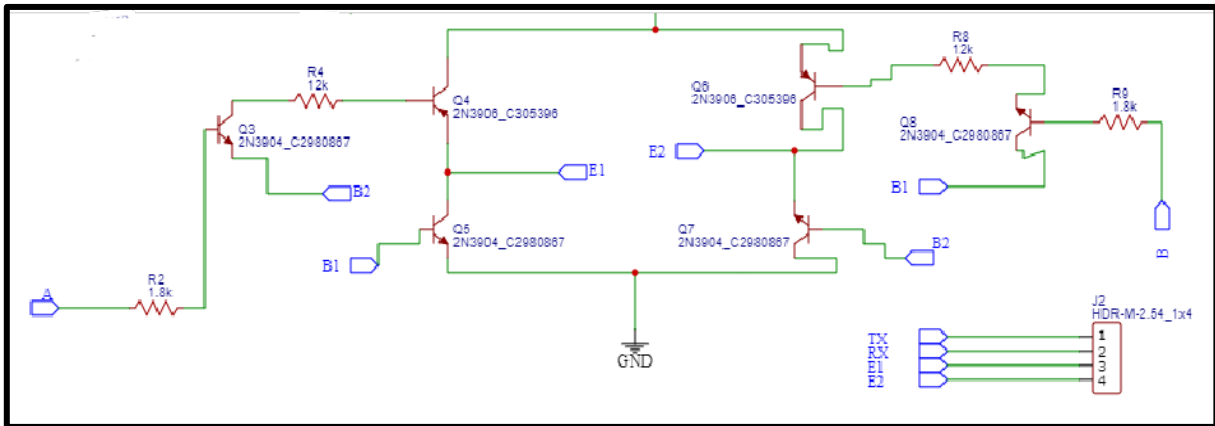 R4
12k
Q3
2N3904_C2980867
B2
R2
1.8k
A
Q4
2N3906_C305396
E1
Q5
2N3904_C2980867
B1
GND
Q6
2N3906_C305396
E2
Q7
2N3904_C2980867
B2
R8
12k
Q8
2N3904_C2980867
B1
R9
1.8k
B
J2
HDR-M-2.54_1x4
TX 1
RX 2
E1 3
E2 4